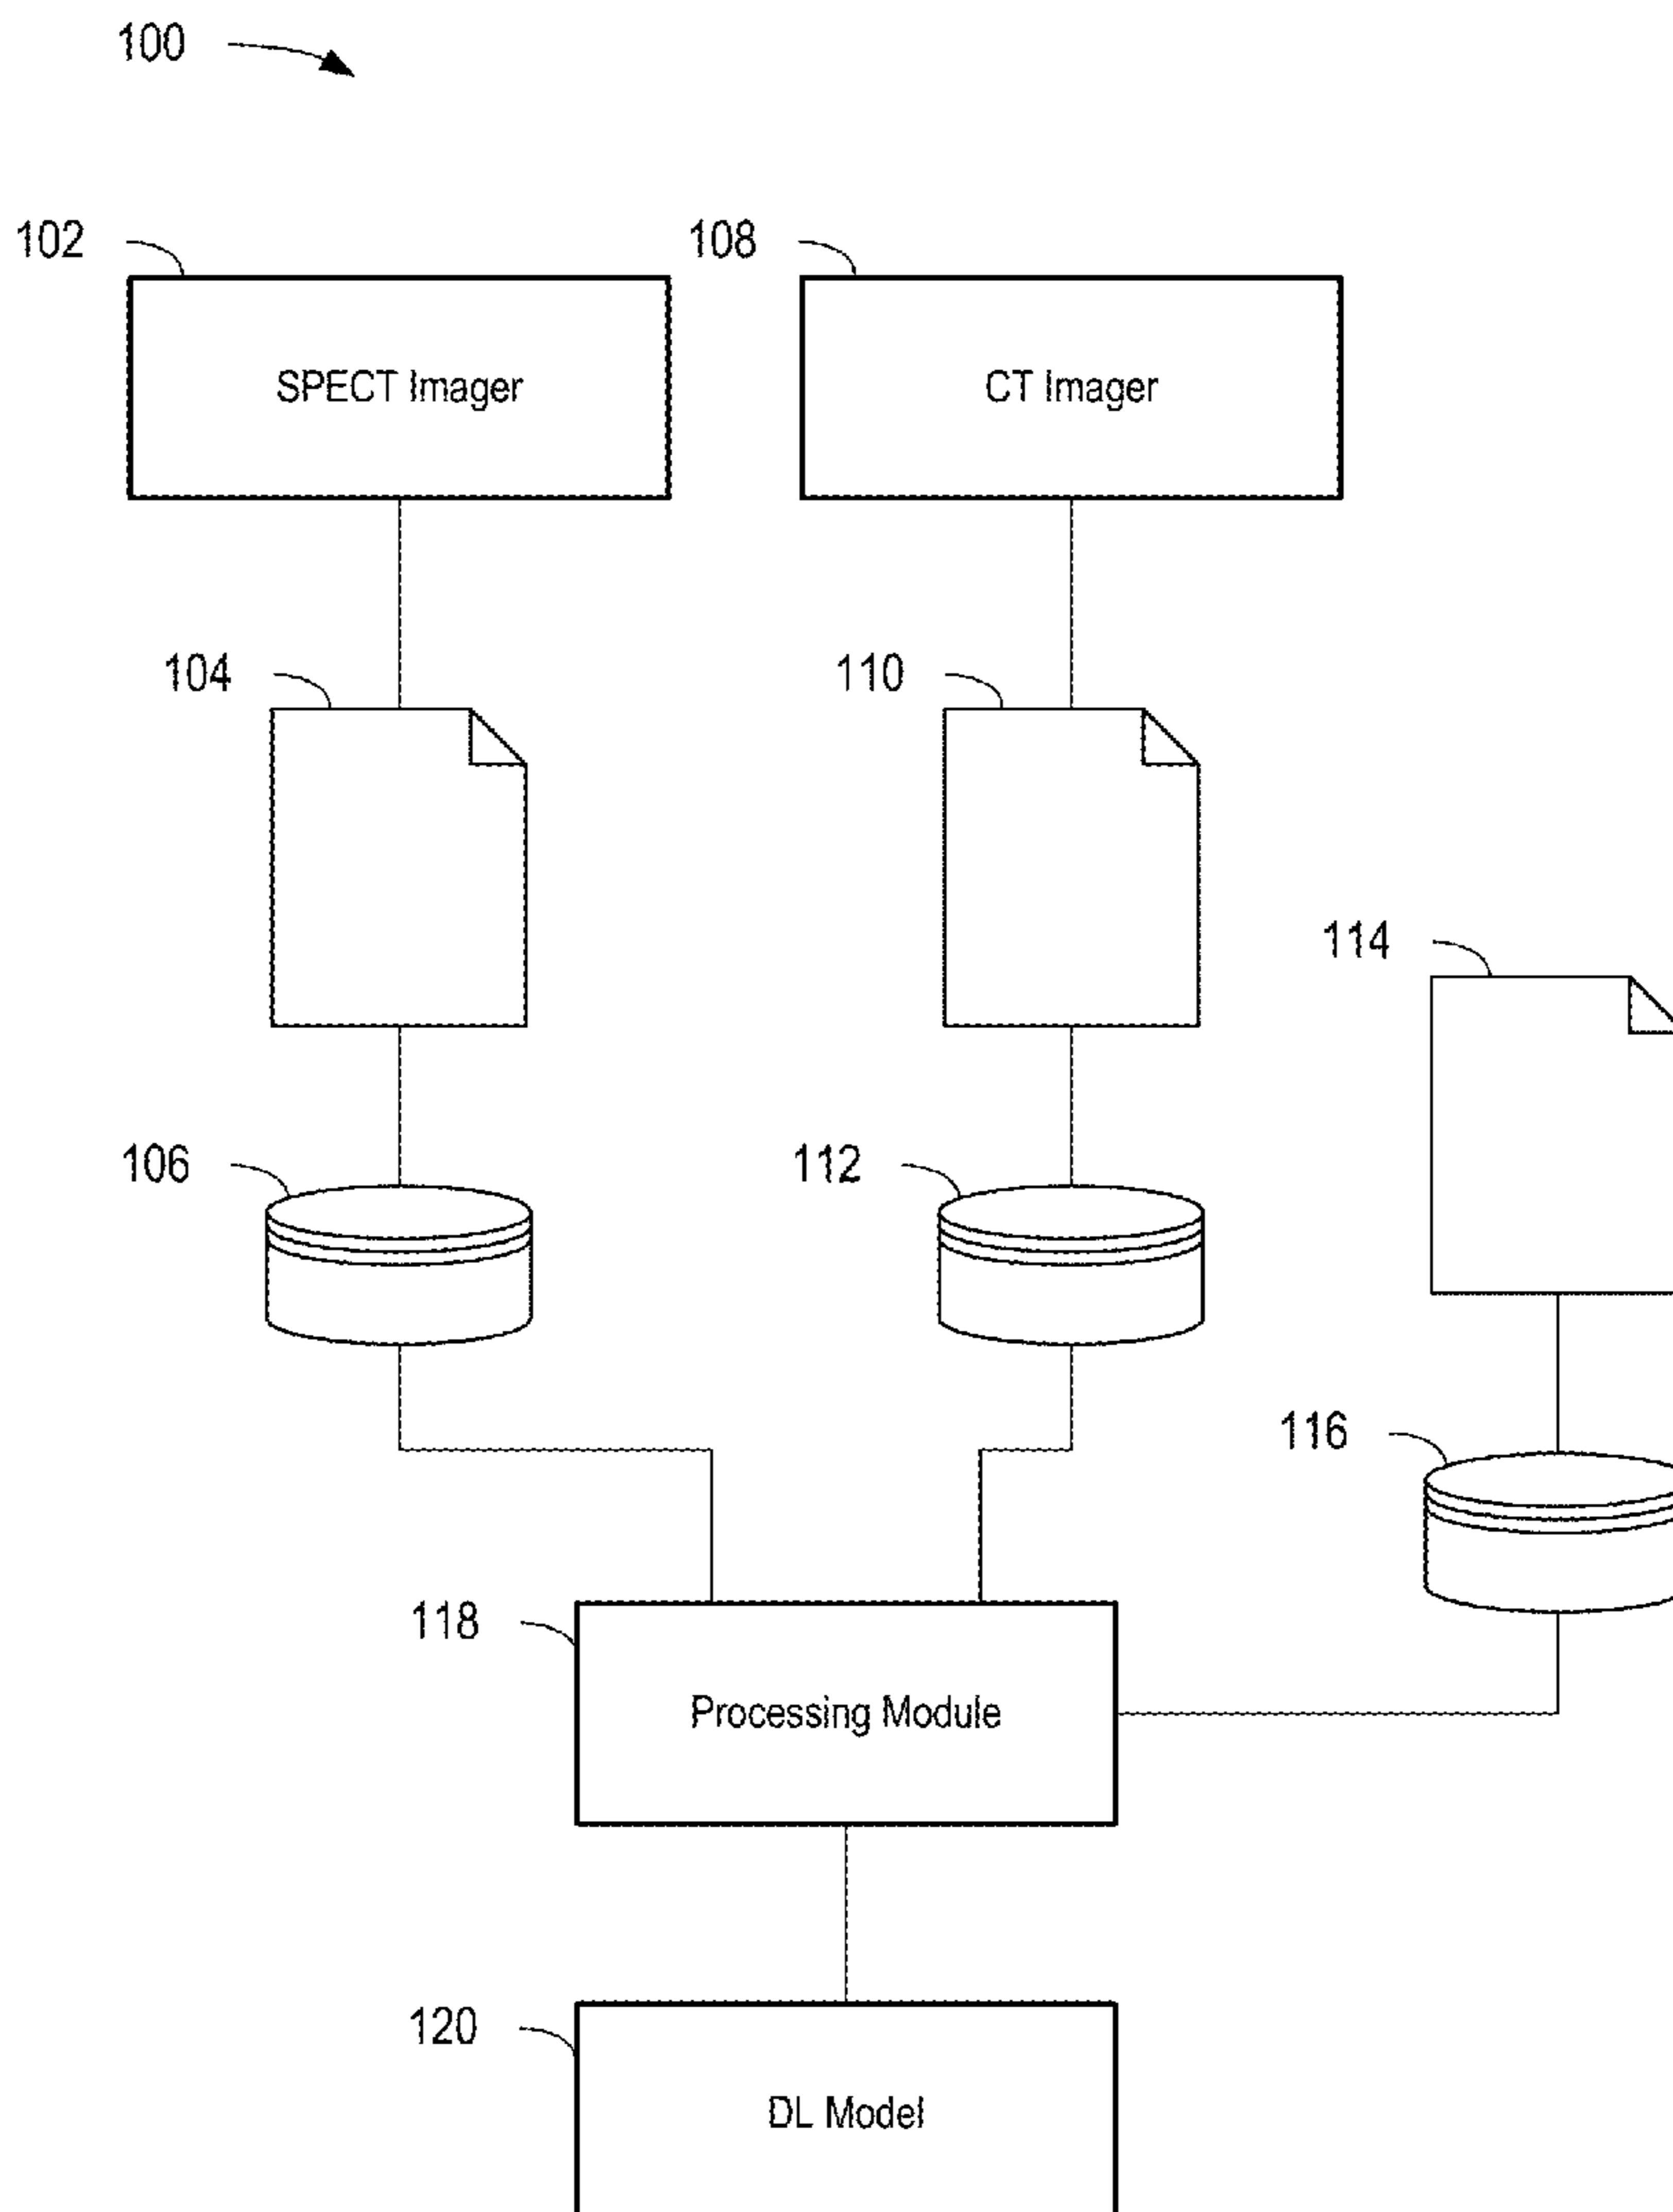 100
102
108
SPECT Imager
CT Imager
104
110
114
106
112
116
118
Processing Module
120
DL Model